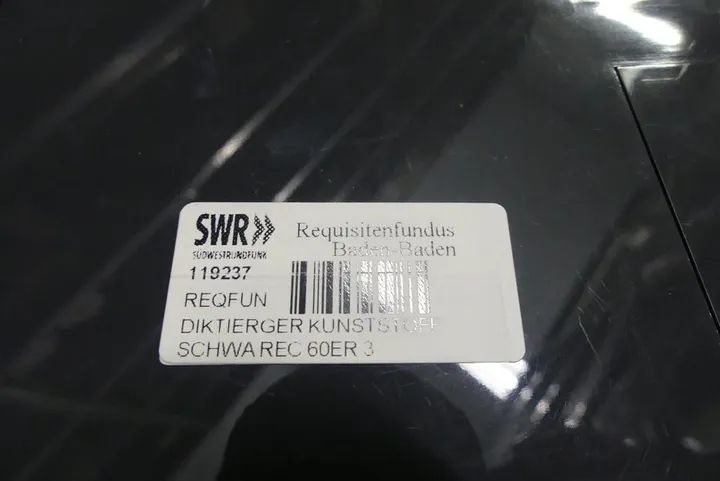 SWR
SÜDWESTRUNDFUNK
Requisitenfundus
Baden-Baden
119237
REQFUN
DIKTIERGER KUNSTSTOFF
SCHWA REC 60ER 3